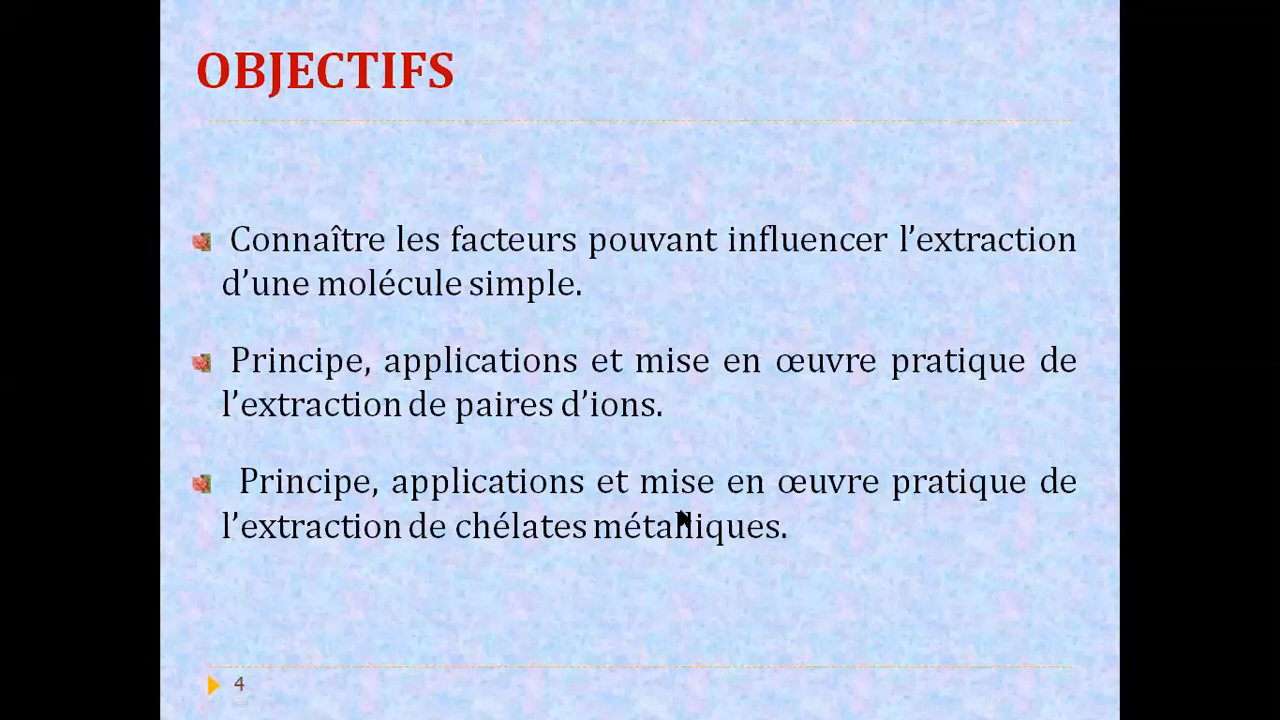 OBJECTIFS
Connaître les facteurs pouvant influencer l’extraction
d’une molécule simple.
Principe, applications et mise en œuvre pratique de
l’extraction de paires d’ions.
Principe, applications et mise en œuvre pratique de
l’extraction de chélates métalliques.
4